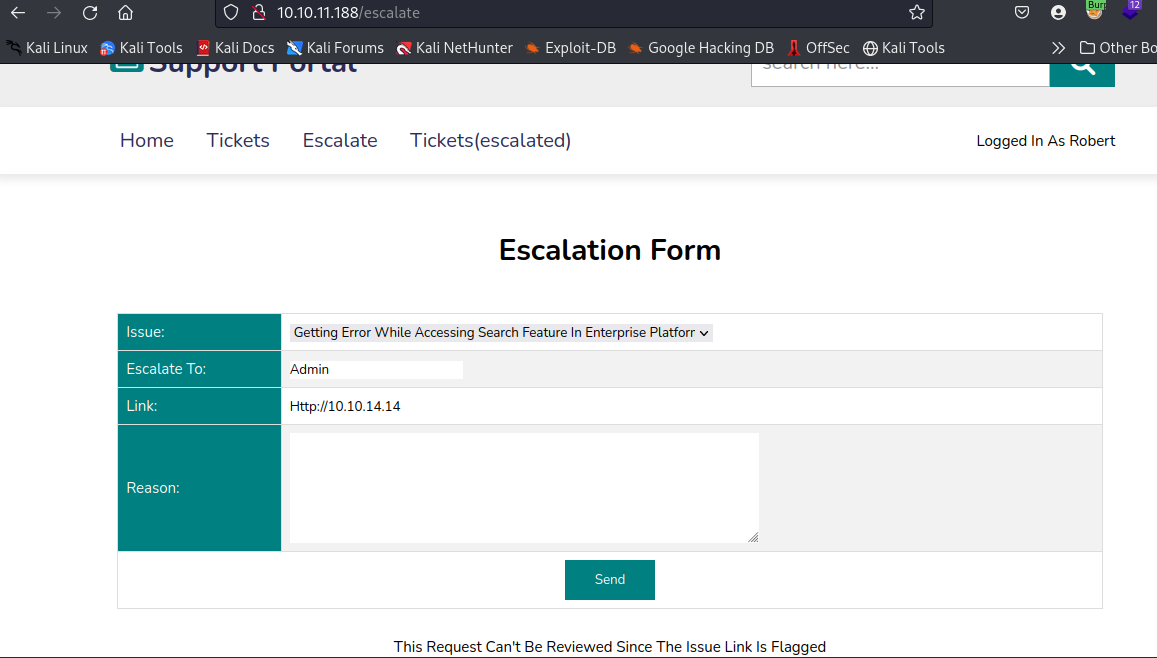 10.10.11.188/escalate
Burp
12
Kali Linux Kali Tools Kali Docs Kali Forums Kali NetHunter Exploit-DB Google Hacking DB OffSec Kali Tools Other Bo
Support Portal
search here...
Home Tickets Escalate Tickets(escalated) Logged In As Robert
Escalation Form
Issue: Getting Error While Accessing Search Feature In Enterprise Platforr
Escalate To: Admin
Link: Http://10.10.14.14
Reason:
Send
This Request Can't Be Reviewed Since The Issue Link Is Flagged